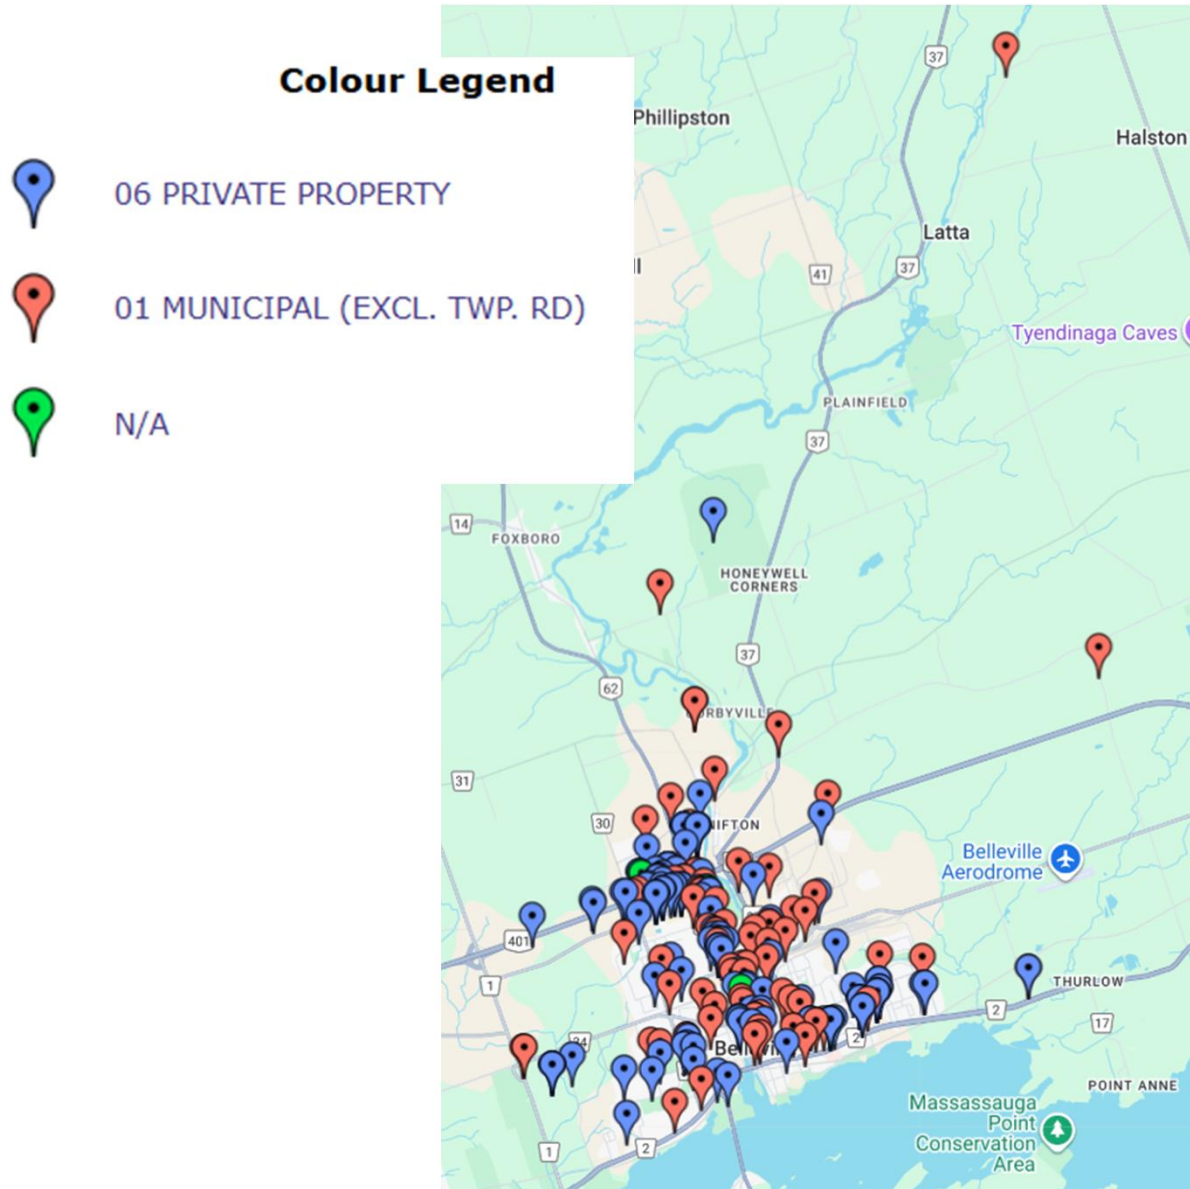 Colour Legend
06 PRIVATE PROPERTY
01 MUNICIPAL (EXCL. TWP. RD)
N/A
37
Phillipston
Halston
Latta
41
37
Tyendinaga Caves
PLAINFIELD
37
14
FOXBORO
HONEYWELL
CORNERS
37
62
31
30
Belleville
Aerodrome
401
1
THURLOW
2
17
2
POINT ANNE
Massassauga
Point
Conservation
Area
2
1